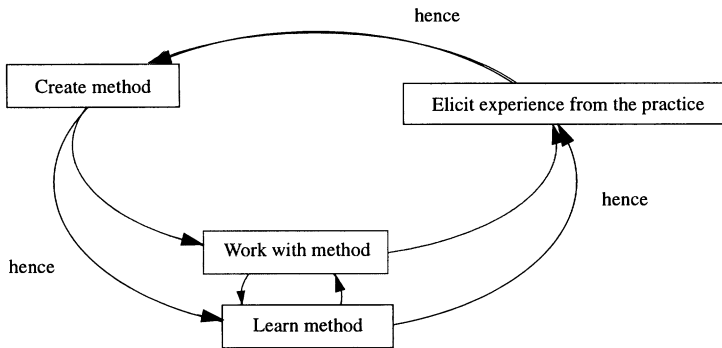 hence
Create method
Elicit experience from the practice
hence
Work with method
hence
Learn method